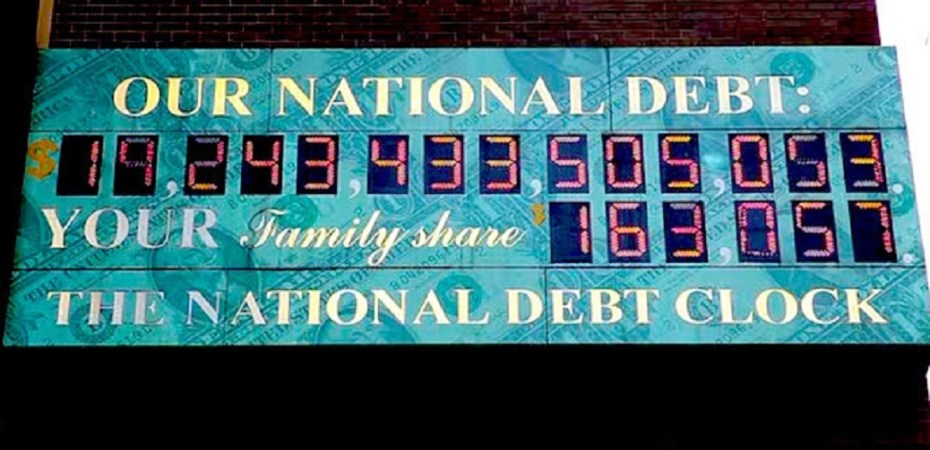 OUR NATIONAL DEBT:
$17,243,433,505,053.
YOUR Family share $163,057
THE NATIONAL DEBT CLOCK